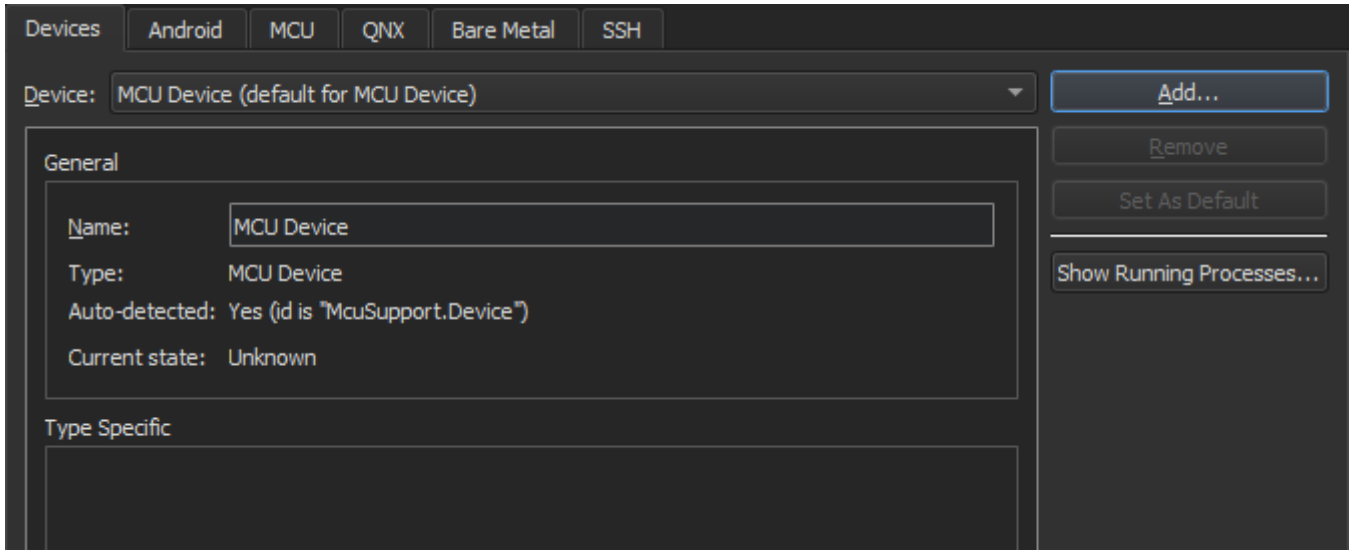 Devices Android MCU QNX Bare Metal SSH
Device: MCU Device (default for MCU Device) Add...
Remove
General
Set As Default
Name: MCU Device
Type: MCU Device Show Running Processes...
Auto-detected: Yes (id is "McuSupport.Device")
Current state: Unknown
Type Specific